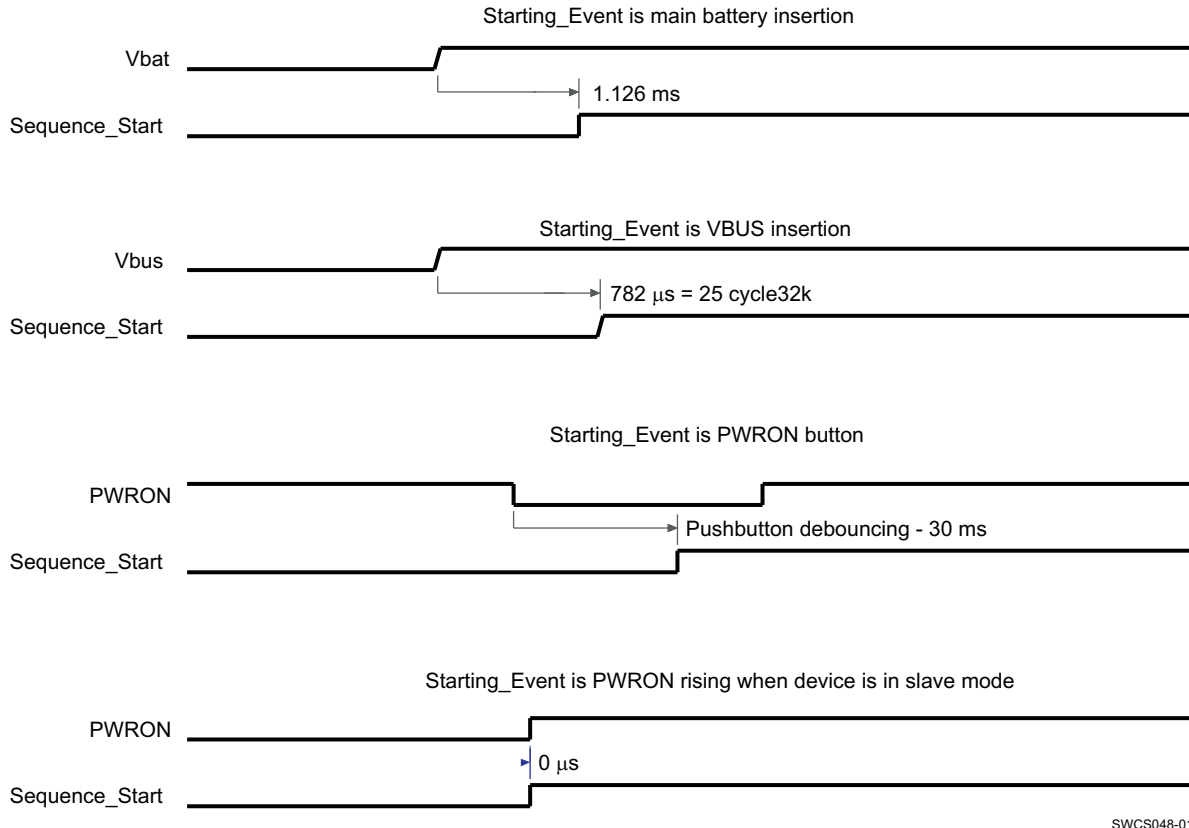 Starting_Event is main battery insertion
Vbat
1.126 ms
Sequence_Start
Starting_Event is VBUS insertion
Vbus
782 μs = 25 cycle32k
Sequence_Start
Starting_Event is PWRON button
PWRON
Pushbutton debouncing - 30 ms
Sequence_Start
Starting_Event is PWRON rising when device is in slave mode
PWRON
0 μs
Sequence_Start